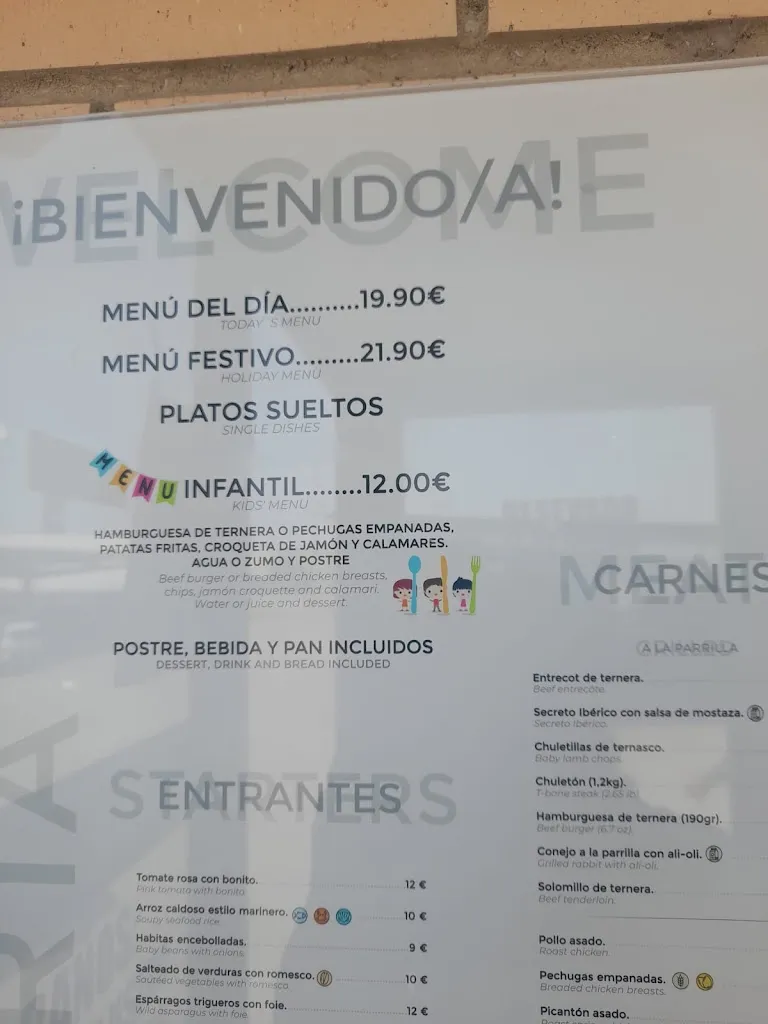 WELCOME
¡BIENVENIDO/A!
MENÚ DEL DÍA..........19.90€
TODAY´S MENU
MENÚ FESTIVO.........21.90€
HOLIDAY MENU
PLATOS SUELTOS
SINGLE DISHES
MENU INFANTIL........12.00€
KIDS' MENU
HAMBURGUESA DE TERNERA O PECHUGAS EMPANADAS,
PATATAS FRITAS, CROQUETA DE JAMÓN Y CALAMARES.
AGUA O ZUMO Y POSTRE
Beef burger or breaded chicken breasts,
chips, jamón croquette and calamari.
Water or juice and dessert.
POSTRE, BEBIDA Y PAN INCLUIDOS
DESSERT, DRINK AND BREAD INCLUDED
STARTERS
ENTRANTES
Tomate rosa con bonito. 12 €
Pink tomato with bonito
Arroz caldoso estilo marinero. 10 €
Soupy seafood rice
Habitas encebolladas. 9 €
Baby beans with onions.
Salteado de verduras con romesco. 10 €
Sautéed vegetables with romesco.
Espárragos trigueros con foie. 12 €
Wild asparagus with foie.
MEAT
CARNES
A LA PARRILLA
Entrecot de ternera.
Beef entrecôte.
Secreto Ibérico con salsa de mostaza.
Secreto Ibérico.
Chuletillas de ternasco.
Baby lamb chops.
Chuletón (1,2kg).
T-bone steak (2.65 lb).
Hamburguesa de ternera (190gr).
Beef burger (6.7 oz).
Conejo a la parrilla con ali-oli.
Grilled rabbit with ali-oli.
Solomillo de ternera.
Beef tenderloin.
Pollo asado.
Roast chicken.
Pechugas empanadas.
Breaded chicken breasts.
Picantón asado.